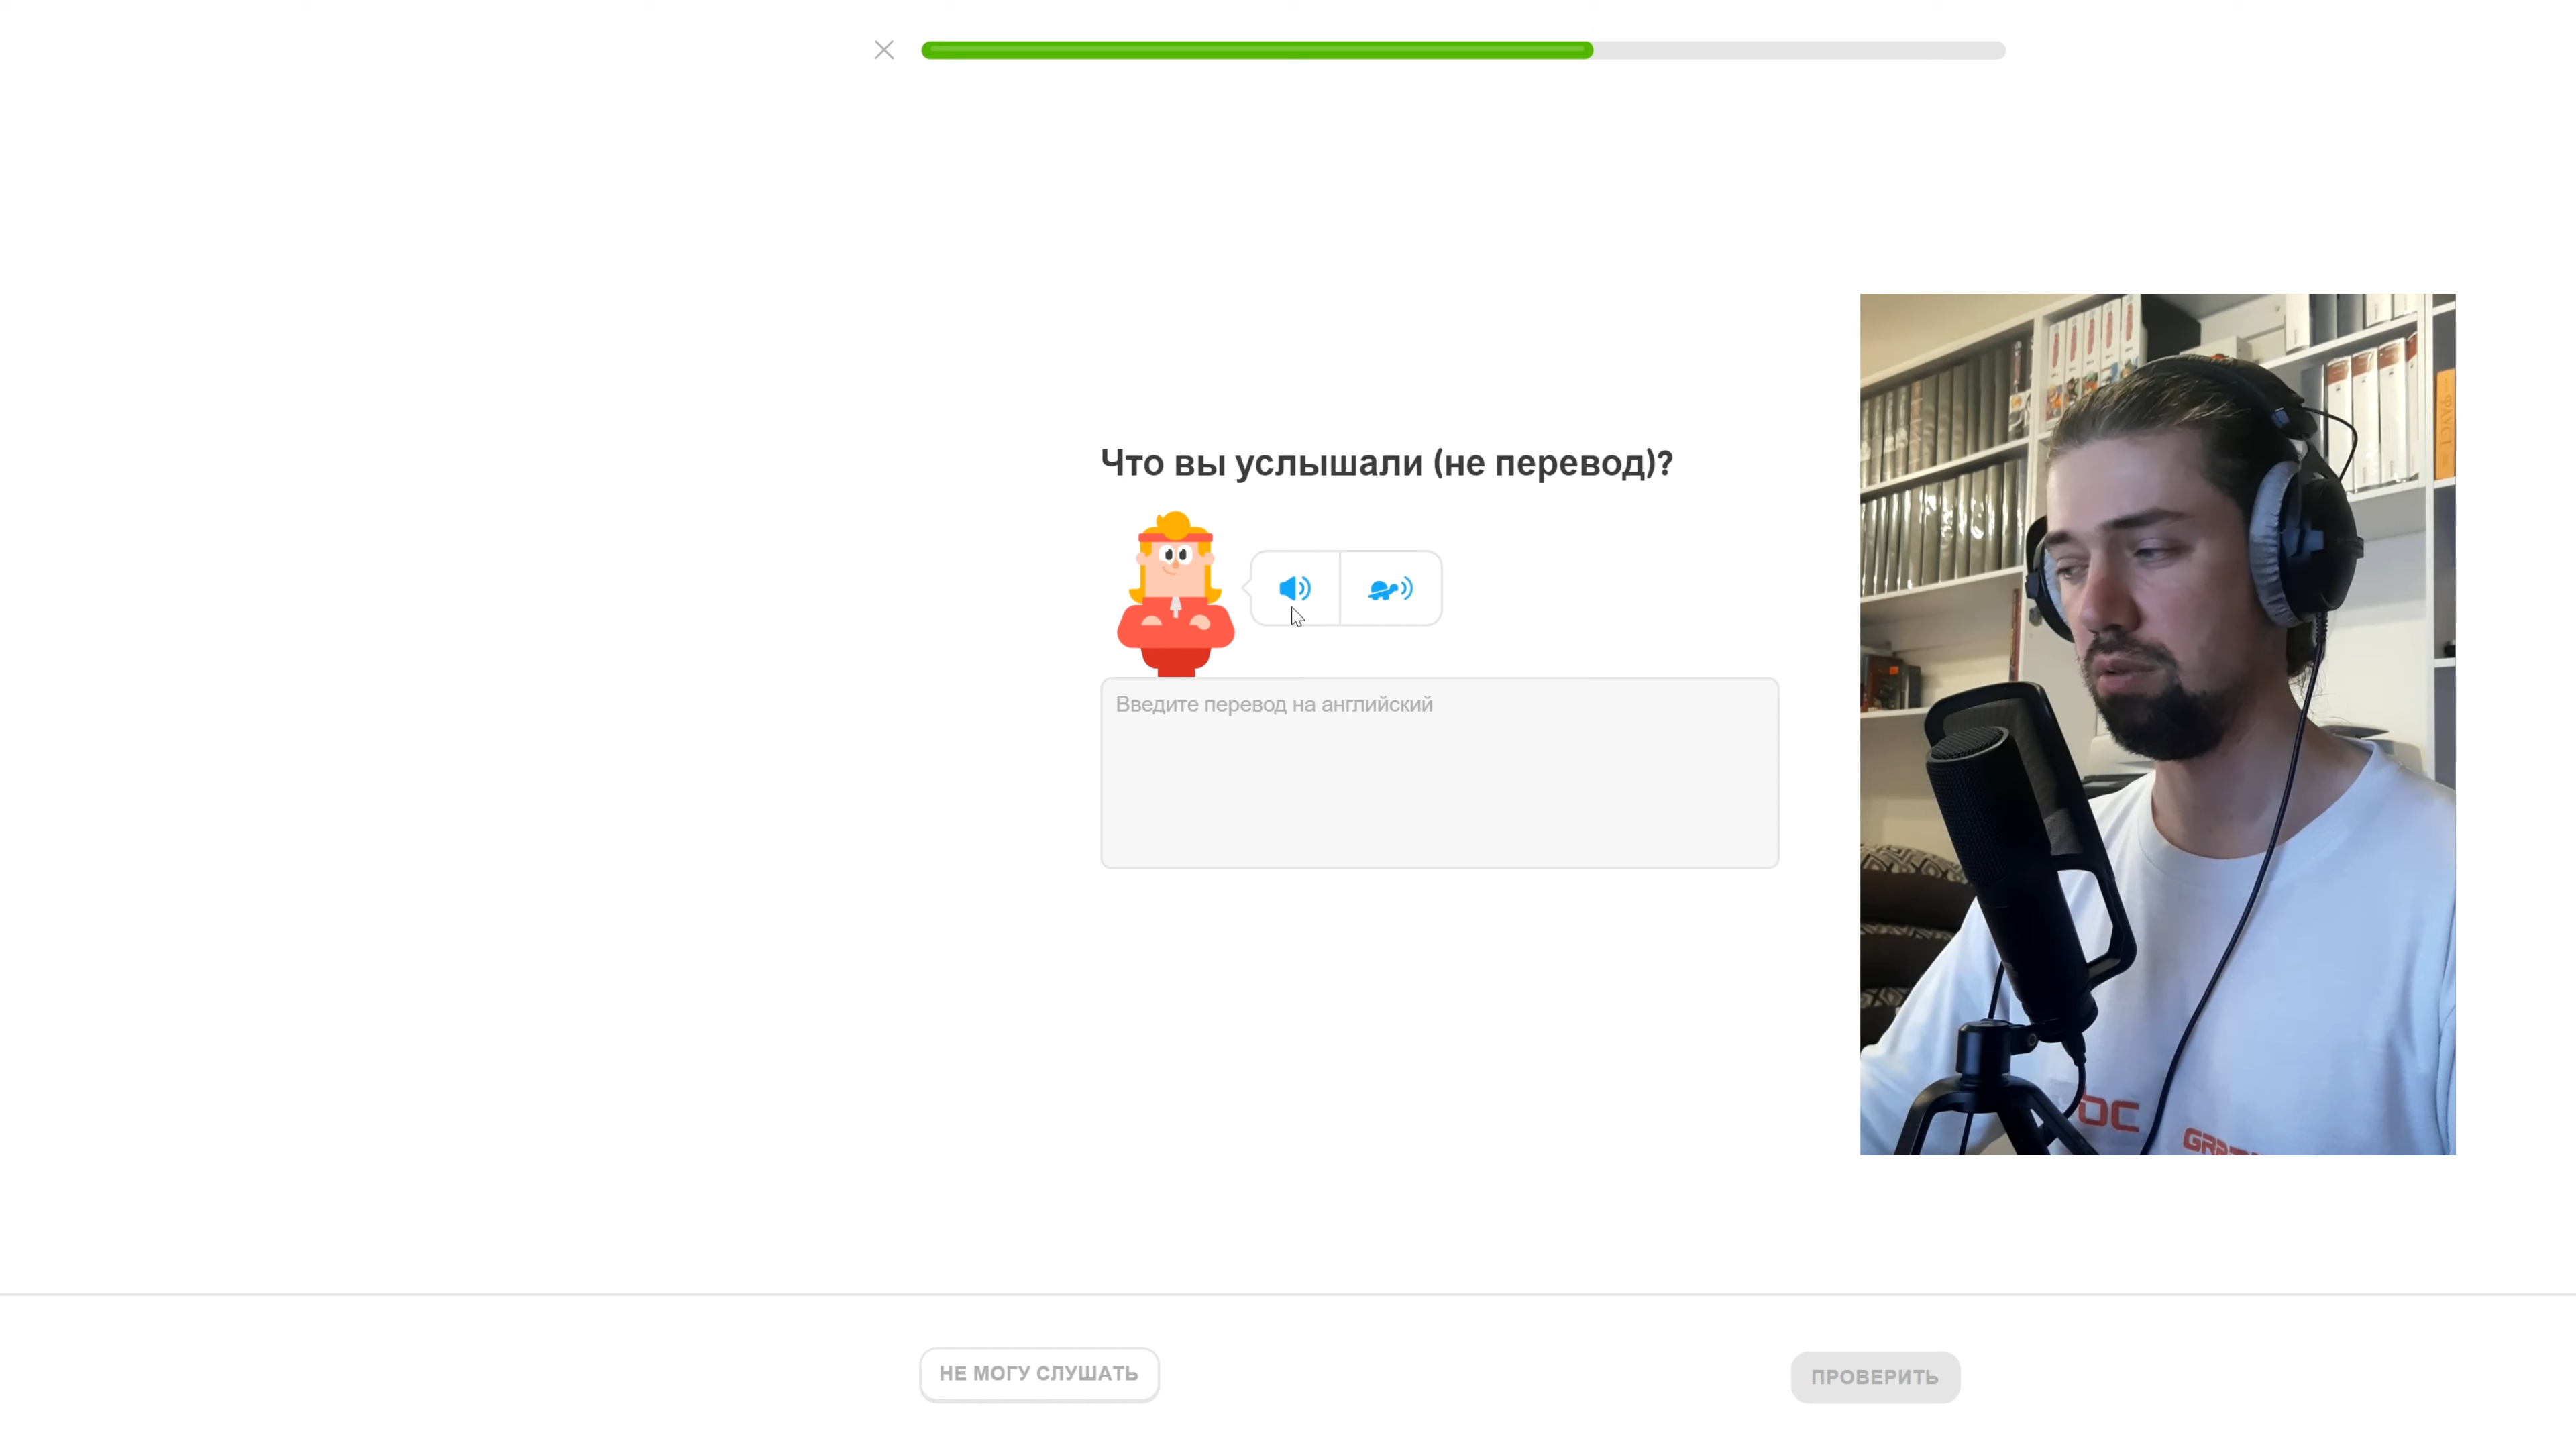 Что вы услышали (не перевод)?
Введите перевод на английский
НЕ МОГУ СЛУШАТЬ
ПРОВЕРИТЬ